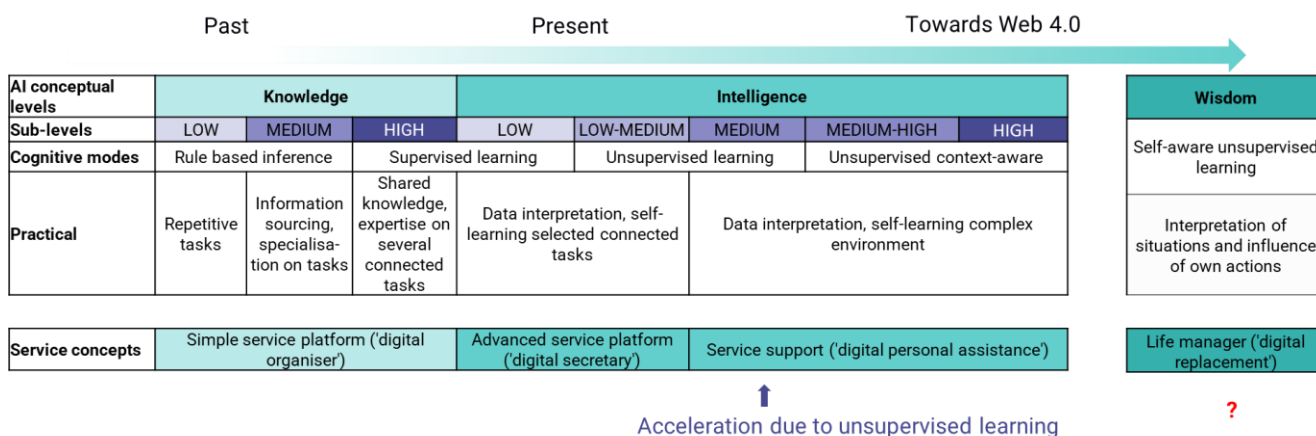 Past
Present
Towards Web 4.0
AI conceptual
levels
Knowledge
Intelligence
Wisdom
Sub-levels
LOW
MEDIUM
HIGH
LOW
LOW-MEDIUM
MEDIUM
MEDIUM-HIGH
HIGH
Cognitive modes
Rule based inference
Supervised learning
Unsupervised learning
Unsupervised context-aware
Self-aware unsupervised
learning
Practical
Repetitive
tasks
Information
sourcing,
specialisa-
tion on tasks
Shared
knowledge,
expertise on
several
connected
tasks
Data interpretation, self-
learning selected connected
tasks
Data interpretation, self-learning complex
environment
Interpretation of
situations and influence
of own actions
Service concepts
Simple service platform ('digital
organiser')
Advanced service platform
('digital secretary')
Service support ('digital personal assistance')
Life manager ('digital
replacement')
Acceleration due to unsupervised learning
?